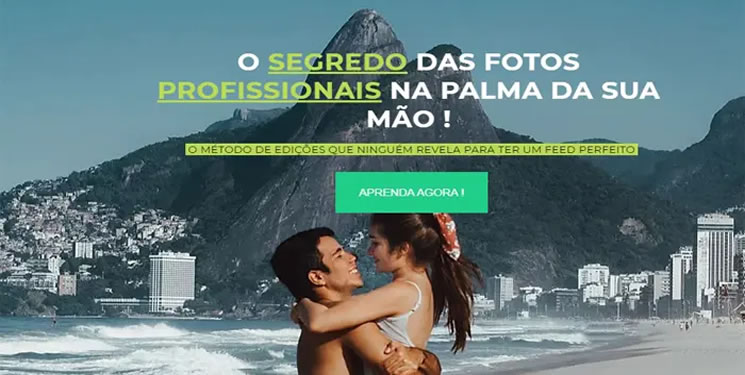 O SEGREDO DAS FOTOS
PROFISSIONAIS NA PALMA DA SUA
MÃO !
O MÉTODO DE EDIÇÕES QUE NINGUÉM REVELA PARA TER UM FEED PERFEITO
APRENDA AGORA !